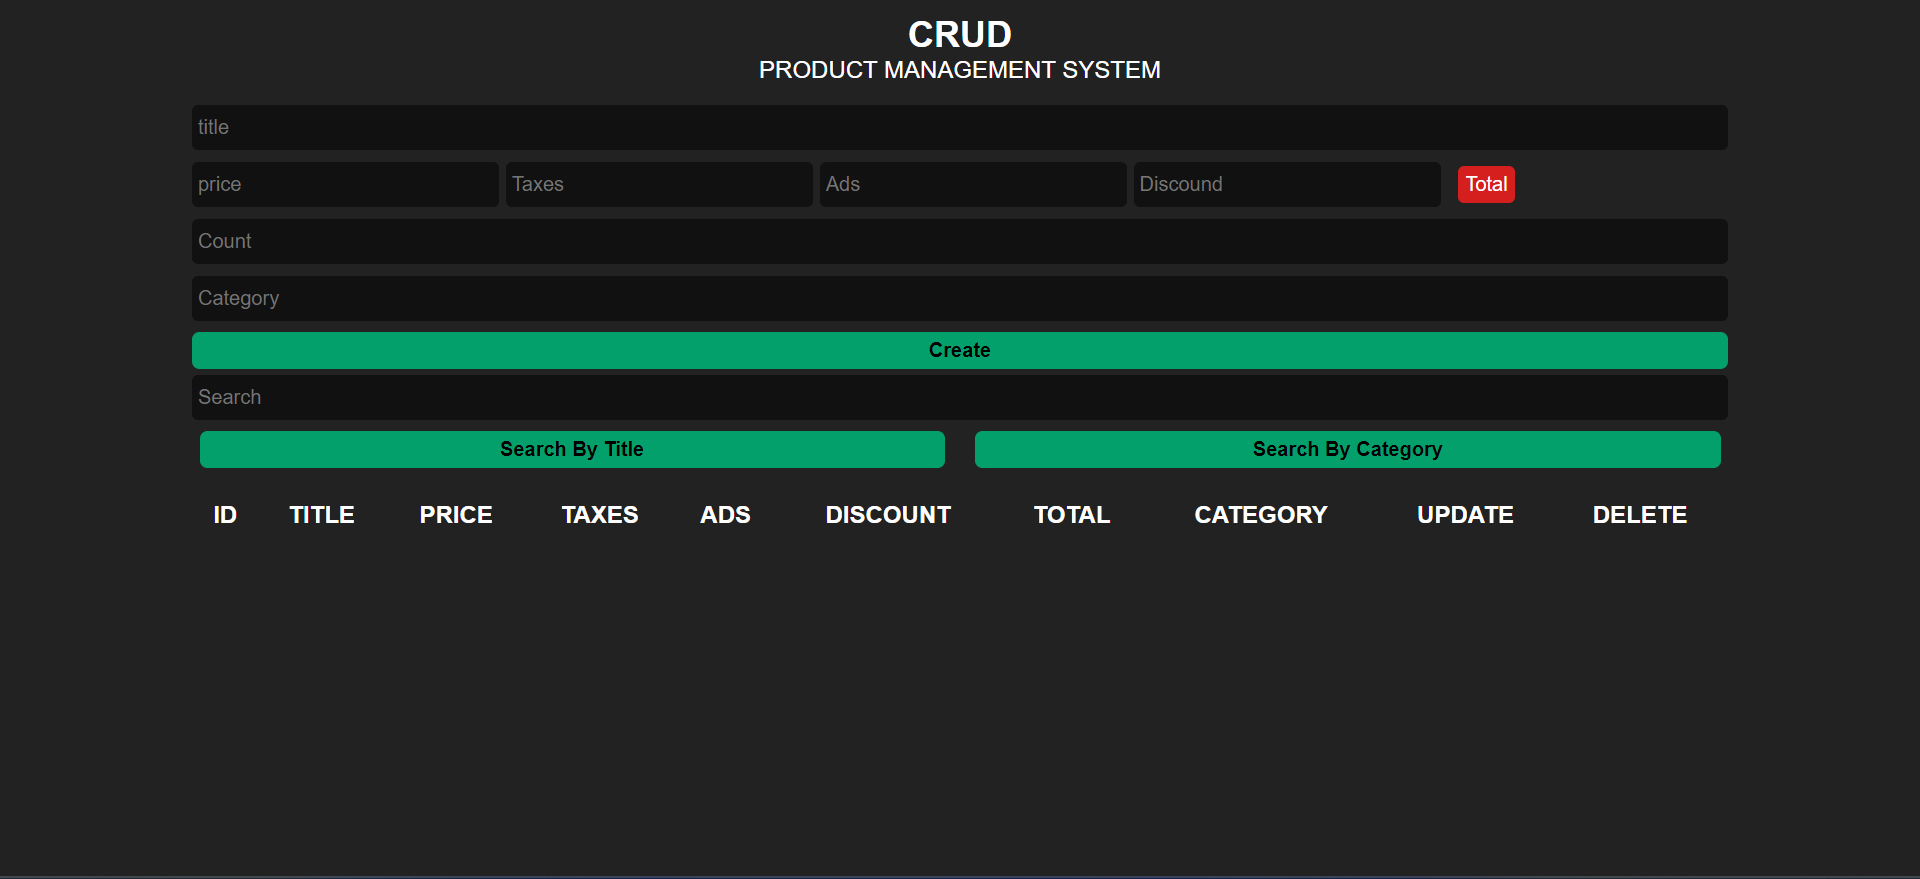 CRUD
PRODUCT MANAGEMENT SYSTEM
title
price Taxes Ads Discound Total
Count
Category
Create
Search
Search By Title Search By Category
ID TITLE PRICE TAXES ADS DISCOUNT TOTAL CATEGORY UPDATE DELETE